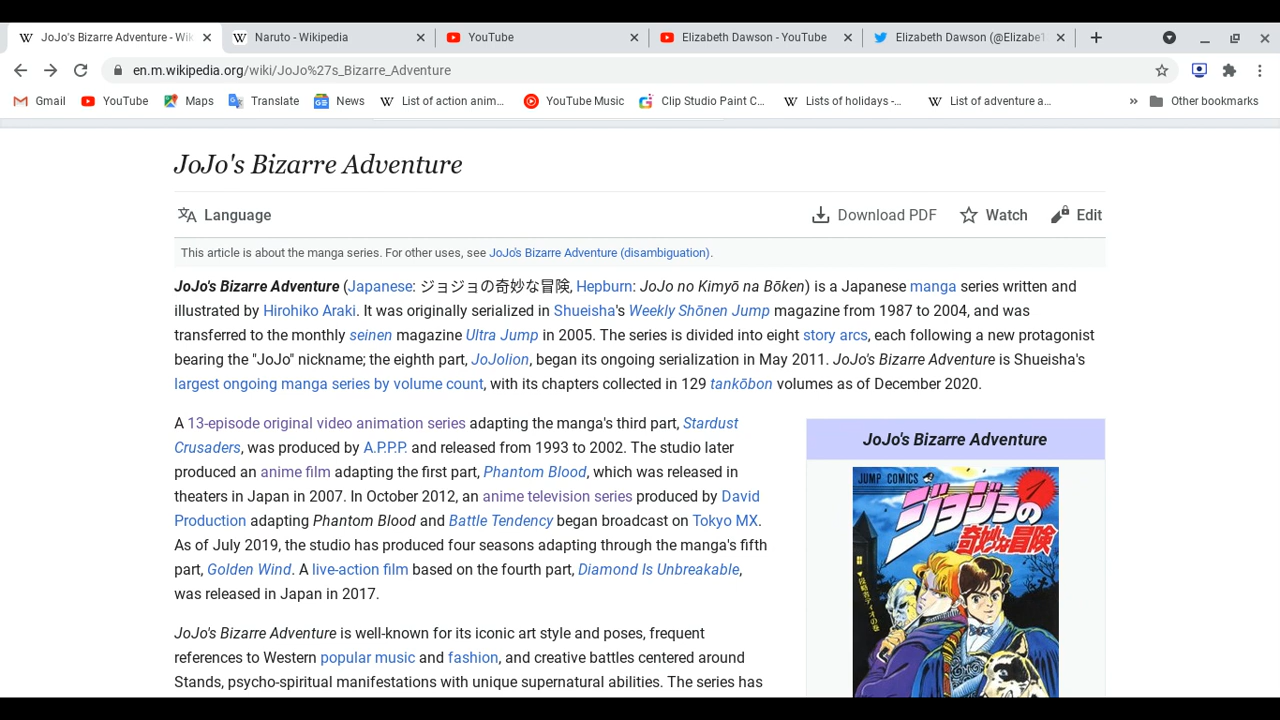 JoJo's Bizarre Adventure - Wik
Naruto - Wikipedia
YouTube
Elizabeth Dawson - YouTube
Elizabeth Dawson (@Elizabe
en.m.wikipedia.org/wiki/JoJo%27s_Bizarre_Adventure
Gmail
YouTube
Maps
Translate
News
List of action anim...
YouTube Music
Clip Studio Paint C...
Lists of holidays -...
List of adventure a...
Other bookmarks
JoJo's Bizarre Adventure
Language
Download PDF
Watch
Edit
This article is about the manga series. For other uses, see JoJo's Bizarre Adventure (disambiguation).
JoJo's Bizarre Adventure (Japanese: ジョジョの奇妙な冒険, Hepburn: JoJo no Kimyō na Bōken) is a Japanese manga series written and
illustrated by Hirohiko Araki. It was originally serialized in Shueisha's Weekly Shōnen Jump magazine from 1987 to 2004, and was
transferred to the monthly seinen magazine Ultra Jump in 2005. The series is divided into eight story arcs, each following a new protagonist
bearing the "JoJo" nickname; the eighth part, JoJolion, began its ongoing serialization in May 2011. JoJo's Bizarre Adventure is Shueisha's
largest ongoing manga series by volume count, with its chapters collected in 129 tankōbon volumes as of December 2020.
A 13-episode original video animation series adapting the manga's third part, Stardust
Crusaders, was produced by A.P.P.P. and released from 1993 to 2002. The studio later
produced an anime film adapting the first part, Phantom Blood, which was released in
theaters in Japan in 2007. In October 2012, an anime television series produced by David
Production adapting Phantom Blood and Battle Tendency began broadcast on Tokyo MX.
As of July 2019, the studio has produced four seasons adapting through the manga's fifth
part, Golden Wind. A live-action film based on the fourth part, Diamond Is Unbreakable,
was released in Japan in 2017.
JoJo's Bizarre Adventure is well-known for its iconic art style and poses, frequent
references to Western popular music and fashion, and creative battles centered around
Stands, psycho-spiritual manifestations with unique supernatural abilities. The series has
JoJo's Bizarre Adventure
JUMP COMICS
ジョジョの
奇妙な冒険
1
侵略者ディオの巻